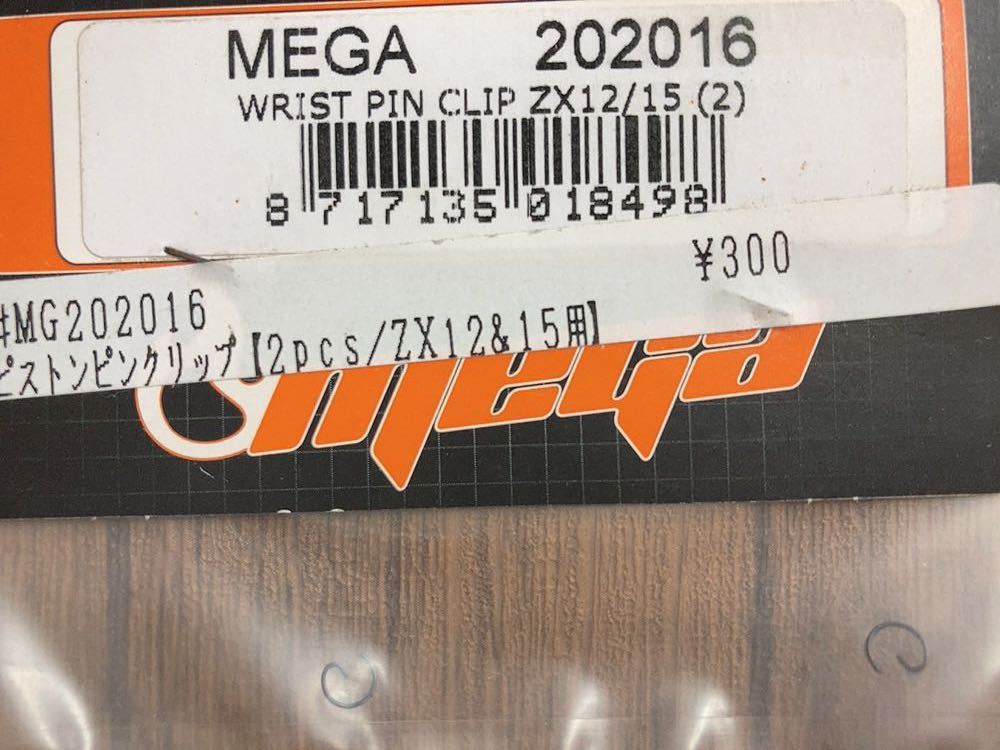 MEGA 202016
WRIST PIN CLIP ZX12/15 (2)
8 717135 018498
¥300
#MG202016
ピストンピンクリップ【2pcs/ZX12&15用】
mega